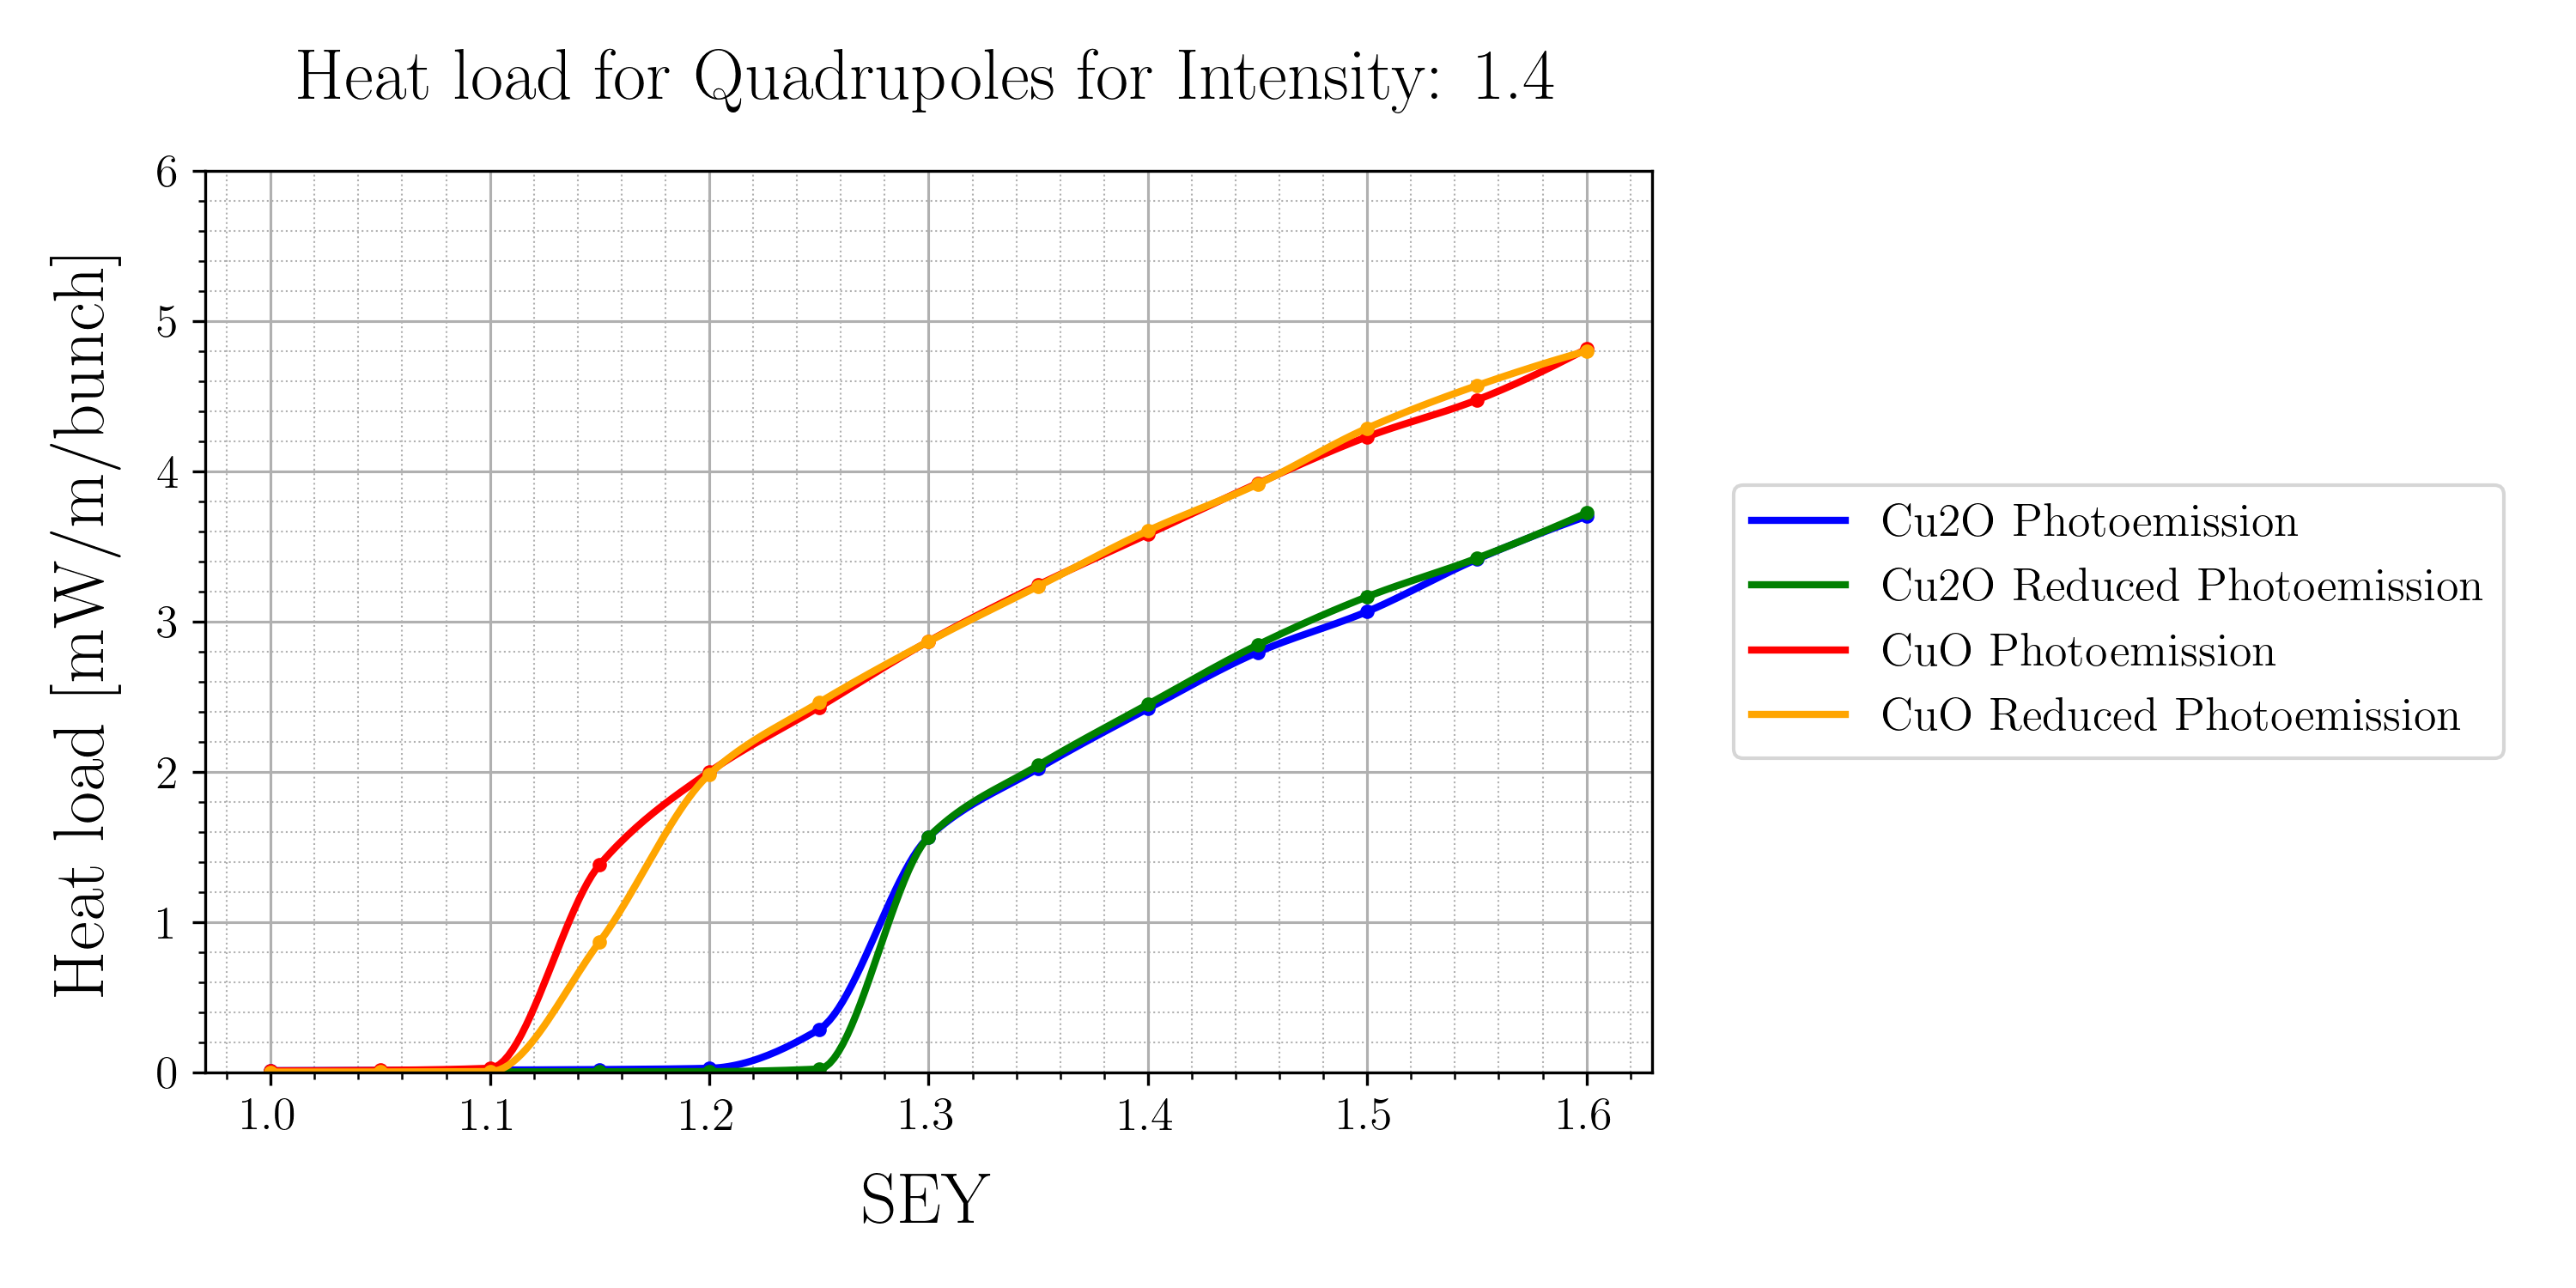 Heat load for Quadrupoles for Intensity: 1.4
Heat load [mW/m/bunch]
6
5
4
3
2
1
0
1.0 1.1 1.2 1.3 1.4 1.5 1.6
SEY
Cu2O Photoemission
Cu2O Reduced Photoemission
CuO Photoemission
CuO Reduced Photoemission